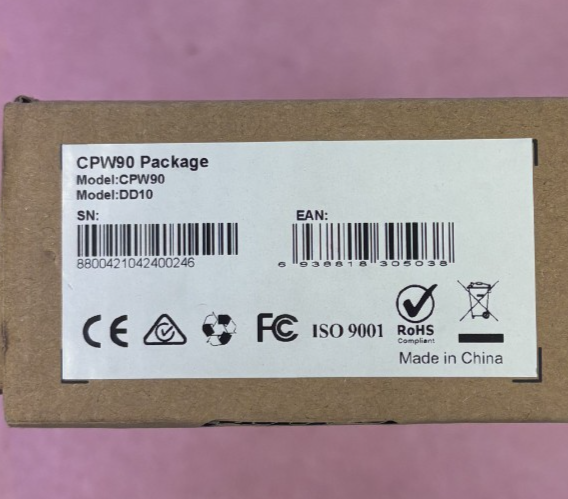 CPW90 Package
Model:CPW90
Model:DD10
SN:
8800421042400246
EAN:
6 938818 305038
CE
FC
ISO 9001
RoHS
Compliant
Made in China